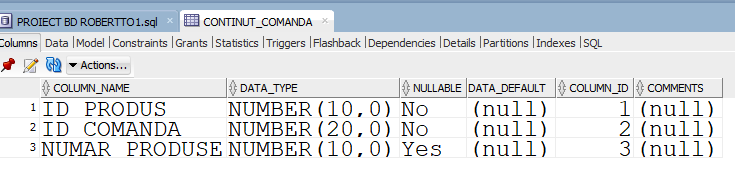 PROIECT BD ROBERTTO1.sql CONTINUT_COMANDA
Columns Data Model Constraints Grants Statistics Triggers Flashback Dependencies Details Partitions Indexes SQL
Actions...
COLUMN_NAME DATA_TYPE NULLABLE DATA_DEFAULT COLUMN_ID COMMENTS
1 ID_PRODUS NUMBER(10,0) No (null) 1 (null)
2 ID_COMANDA NUMBER(20,0) No (null) 2 (null)
3 NUMAR_PRODUSE NUMBER(10,0) Yes (null) 3 (null)